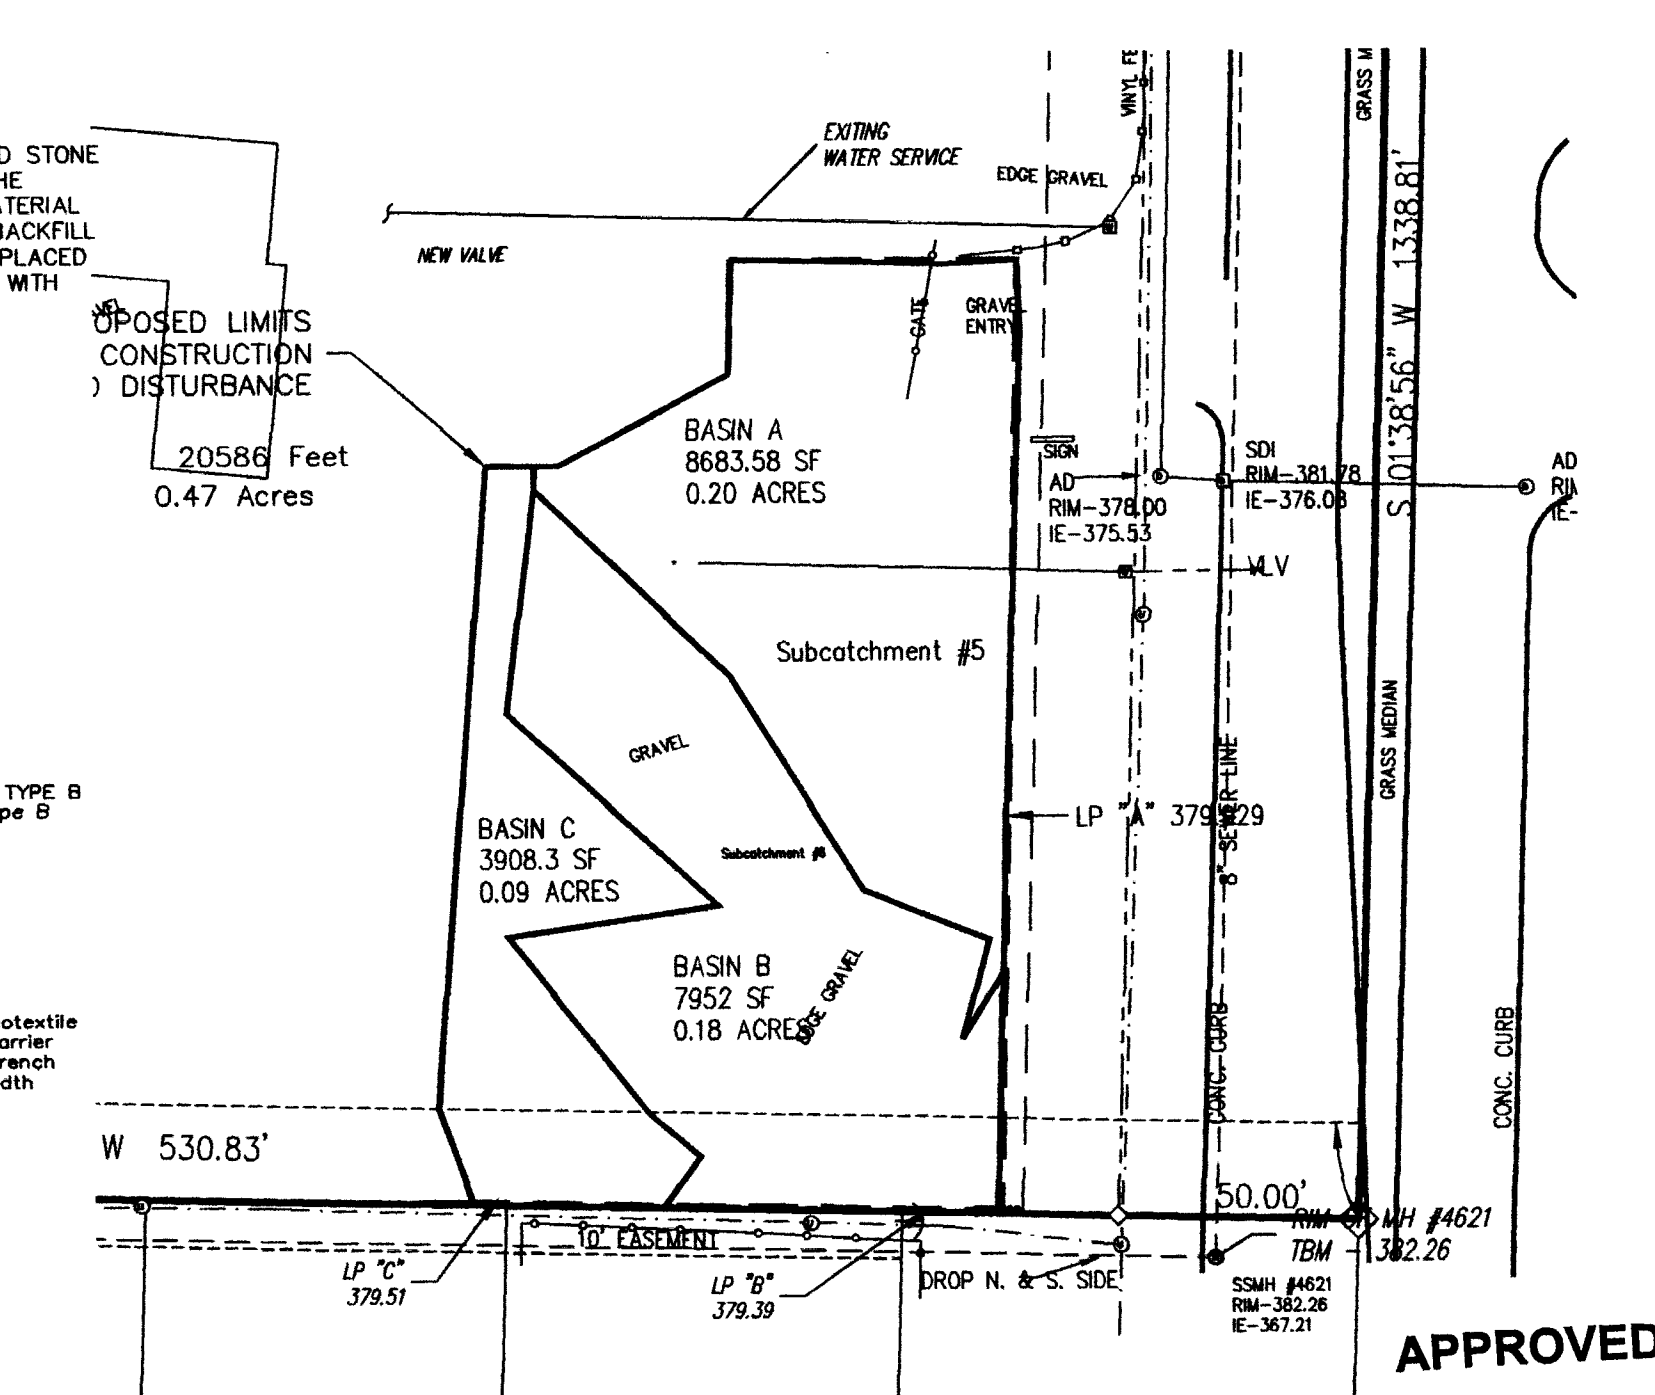 D STONE
HE
ATERIAL
BACKFILL
PLACED
WITH
OPOSED LIMITS
CONSTRUCTION
) DISTURBANCE
20586 Feet
0.47 Acres
TYPE B
pe B
otextile
arrier
rench
dth
W 530.83'
EXITING
WATER SERVICE
NEW VALVE
EDGE GRAVEL
VINYL FE
GRASS M
GATE
GRAVEL
ENTRY
BASIN A
8683.58 SF
0.20 ACRES
SIGN
AD
RIM-378.00
IE-375.53
SDI
RIM-381.78
IE-376.08
S 01°38'56" W 1338.81'
AD
RIM
IE-
VLV
Subcatchment #5
GRAVEL
GRASS MEDIAN
8" SEWER LINE
LP "A" 379.29
BASIN C
3908.3 SF
0.09 ACRES
Subcatchment
BASIN B
7952 SF
0.18 ACRES
EDGE GRAVEL
CONC. CURB
CONC. CURB
50.00'
RIM OF MH #4621
TBM - 382.26
10' EASEMENT
LP "C"
379.51
LP "B"
379.39
DROP N. & S. SIDE
SSMH #4621
RIM-382.26
IE-367.21
APPROVED